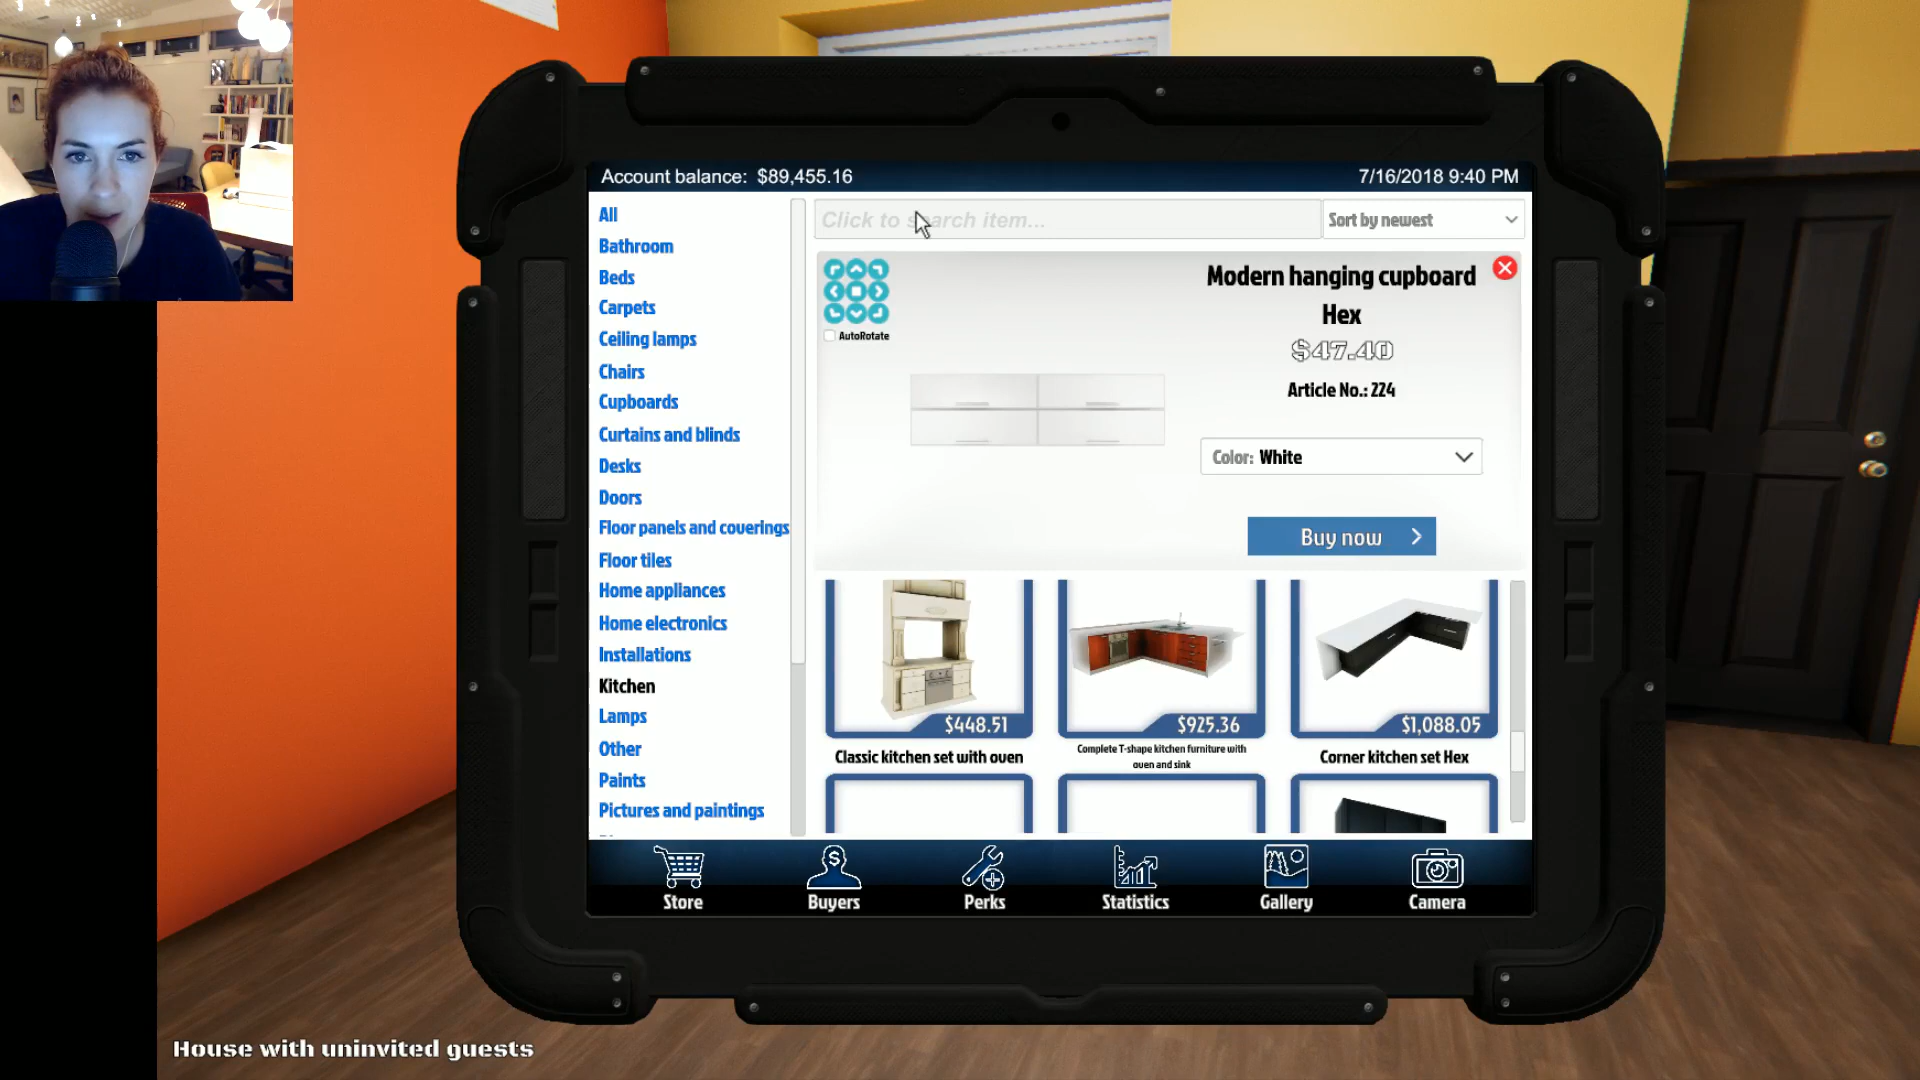 Account balance: $89,455.16
7/16/2018 9:40 PM
All
Bathroom
Beds
Carpets
Ceiling lamps
Chairs
Cupboards
Curtains and blinds
Desks
Doors
Floor panels and coverings
Floor tiles
Home appliances
Home electronics
Installations
Kitchen
Lamps
Other
Paints
Pictures and paintings
Click to search item...
Sort by newest
AutoRotate
Modern hanging cupboard
Hex
$47.40
Article No.: 224
Color: White
Buy now
$448.51
$925.36
$1,088.05
Classic kitchen set with oven
Complete T-shape kitchen furniture with
oven and sink
Corner kitchen set Hex
Store
Buyers
Perks
Statistics
Gallery
Camera
House with uninvited guests